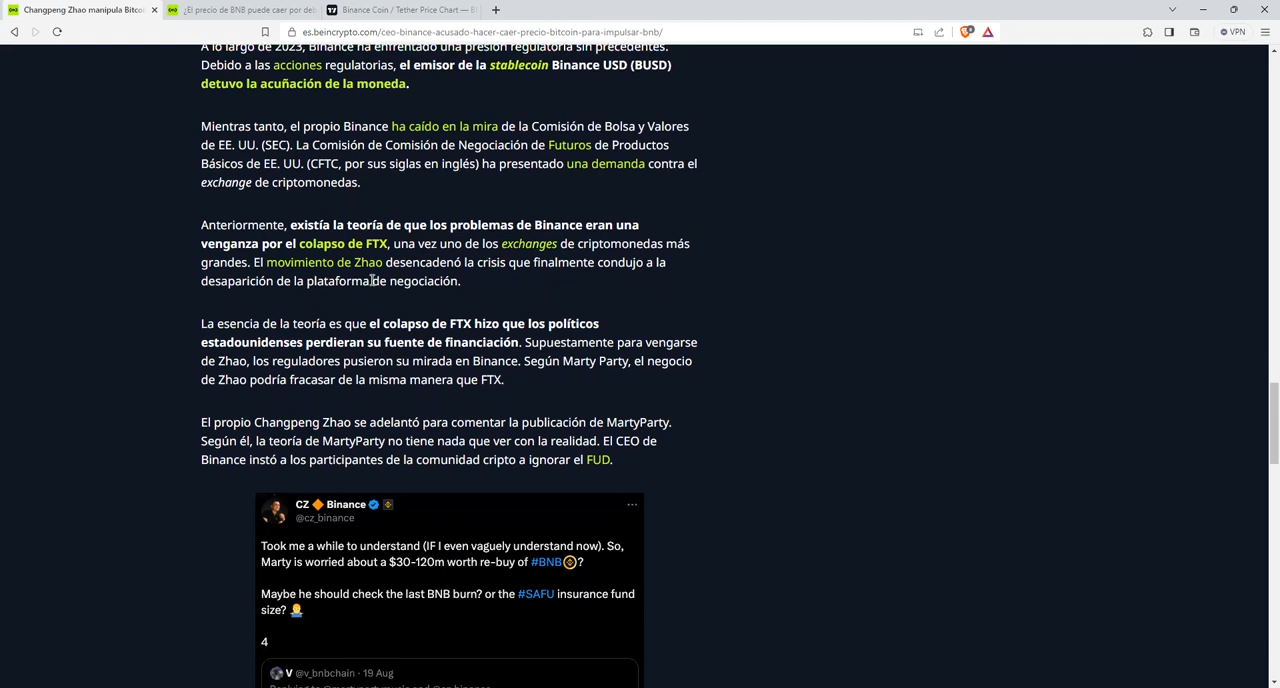 Changpeng Zhao manipula Bitcoi
¿El precio de BNB puede caer por deb
Binance Coin / Tether Price Chart —
es.beincrypto.com/ceo-binance-acusado-hacer-caer-precio-bitcoin-para-impulsar-bnb/
VPN
A lo largo de 2023, Binance ha enfrentado una presión regulatoria sin precedentes.
Debido a las acciones regulatorias, el emisor de la stablecoin Binance USD (BUSD)
detuvo la acuñación de la moneda.
Mientras tanto, el propio Binance ha caído en la mira de la Comisión de Bolsa y Valores
de EE. UU. (SEC). La Comisión de Comisión de Negociación de Futuros de Productos
Básicos de EE. UU. (CFTC, por sus siglas en inglés) ha presentado una demanda contra el
exchange de criptomonedas.
Anteriormente, existía la teoría de que los problemas de Binance eran una
venganza por el colapso de FTX, una vez uno de los exchanges de criptomonedas más
grandes. El movimiento de Zhao desencadenó la crisis que finalmente condujo a la
desaparición de la plataforma de negociación.
La esencia de la teoría es que el colapso de FTX hizo que los políticos
estadounidenses perdieran su fuente de financiación. Supuestamente para vengarse
de Zhao, los reguladores pusieron su mirada en Binance. Según Marty Party, el negocio
de Zhao podría fracasar de la misma manera que FTX.
El propio Changpeng Zhao se adelantó para comentar la publicación de MartyParty.
Según él, la teoría de MartyParty no tiene nada que ver con la realidad. El CEO de
Binance instó a los participantes de la comunidad cripto a ignorar el FUD.
CZ 🔶 Binance
@cz_binance
Took me a while to understand (IF I even vaguely understand now). So,
Marty is worried about a $30-120m worth re-buy of #BNB?
Maybe he should check the last BNB burn? or the #SAFU insurance fund
size? 🤷‍♂️
4
V @v_bnbchain · 19 Aug